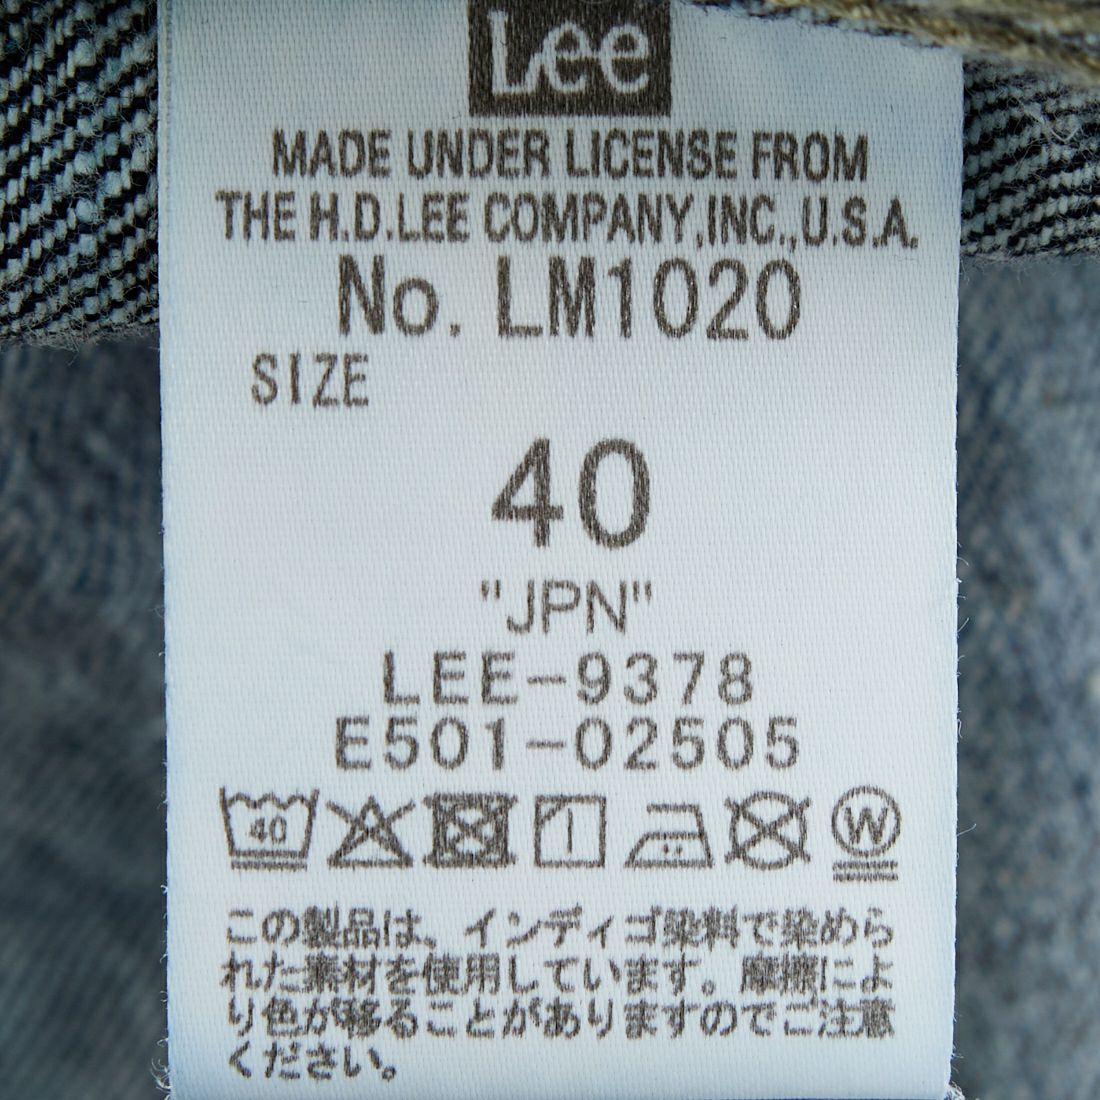 Lee
MADE UNDER LICENSE FROM
THE H.D.LEE COMPANY,INC.,U.S.A.
No. LM1020
SIZE
40
"JPN"
LEE-9378
E501-02505
40
W
この製品は、インディゴ染料で染めら
れた素材を使用しています。摩擦によ
り色が移ることがありますのでご注意
ください。